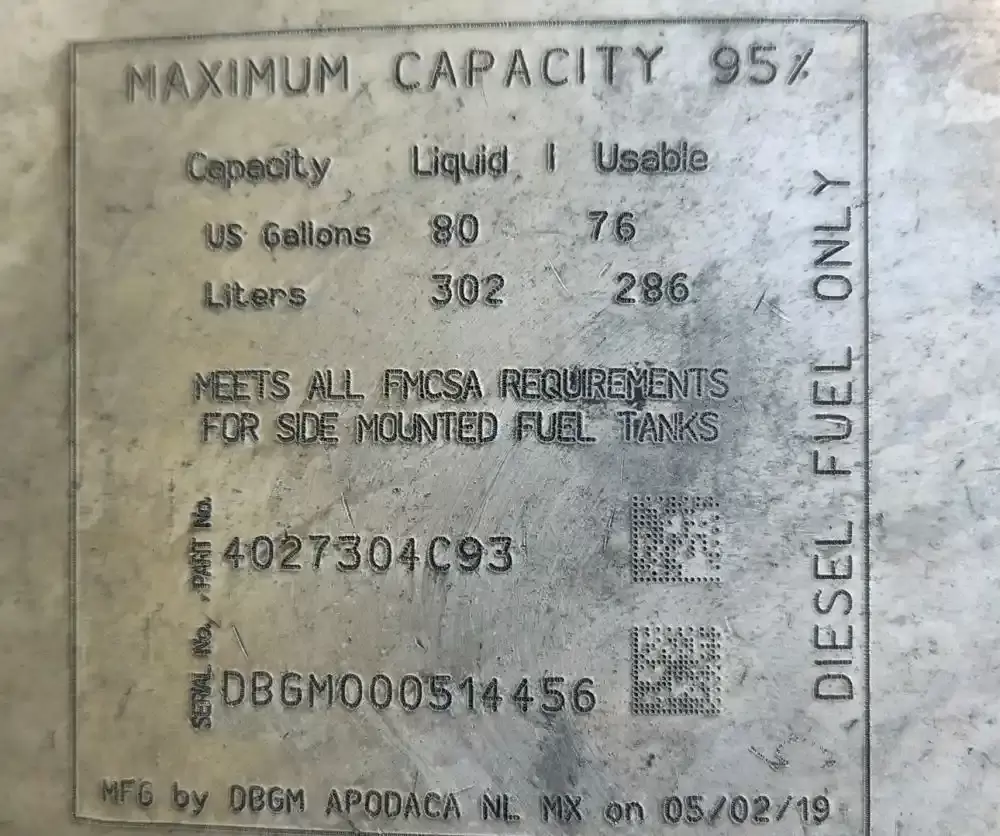 MAXIMUM CAPACITY 95%
Capacity Liquid | Usable
US Gallons 80 76
Liters 302 286
MEETS ALL FMCSA REQUIREMENTS
FOR SIDE MOUNTED FUEL TANKS
PART No.
4027304C93
SERIAL No.
DBGM000514456
MFG by DBGM APODACA NL MX on 05/02/19
DIESEL FUEL ONLY